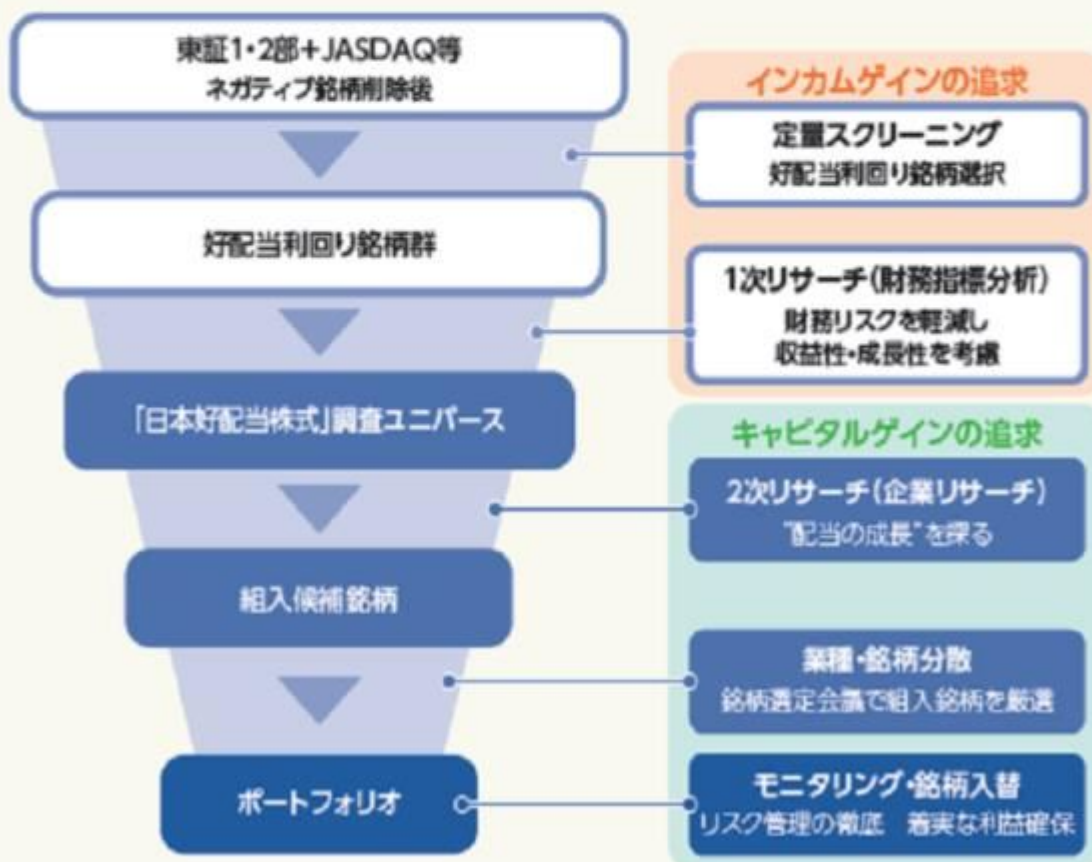 東証1・2部+JASDAQ等
ネガティブ銘柄削除後
好配当利回り銘柄群
「日本好配当株式」調査ユニバース
組入候補銘柄
ポートフォリオ
インカムゲインの追求
定量スクリーニング
好配当利回り銘柄選択
1次リサーチ(財務指標分析)
財務リスクを軽減し
収益性・成長性を考慮
キャピタルゲインの追求
2次リサーチ(企業リサーチ)
"配当の成長"を探る
業種・銘柄分散
銘柄選定会議で組入銘柄を厳選
モニタリング・銘柄入替
リスク管理の徹底 着実な利益確保